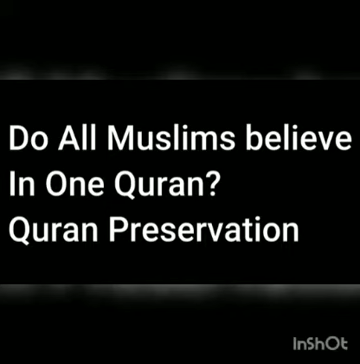 Do All Muslims believe
In One Quran?
Quran Preservation
InShOt